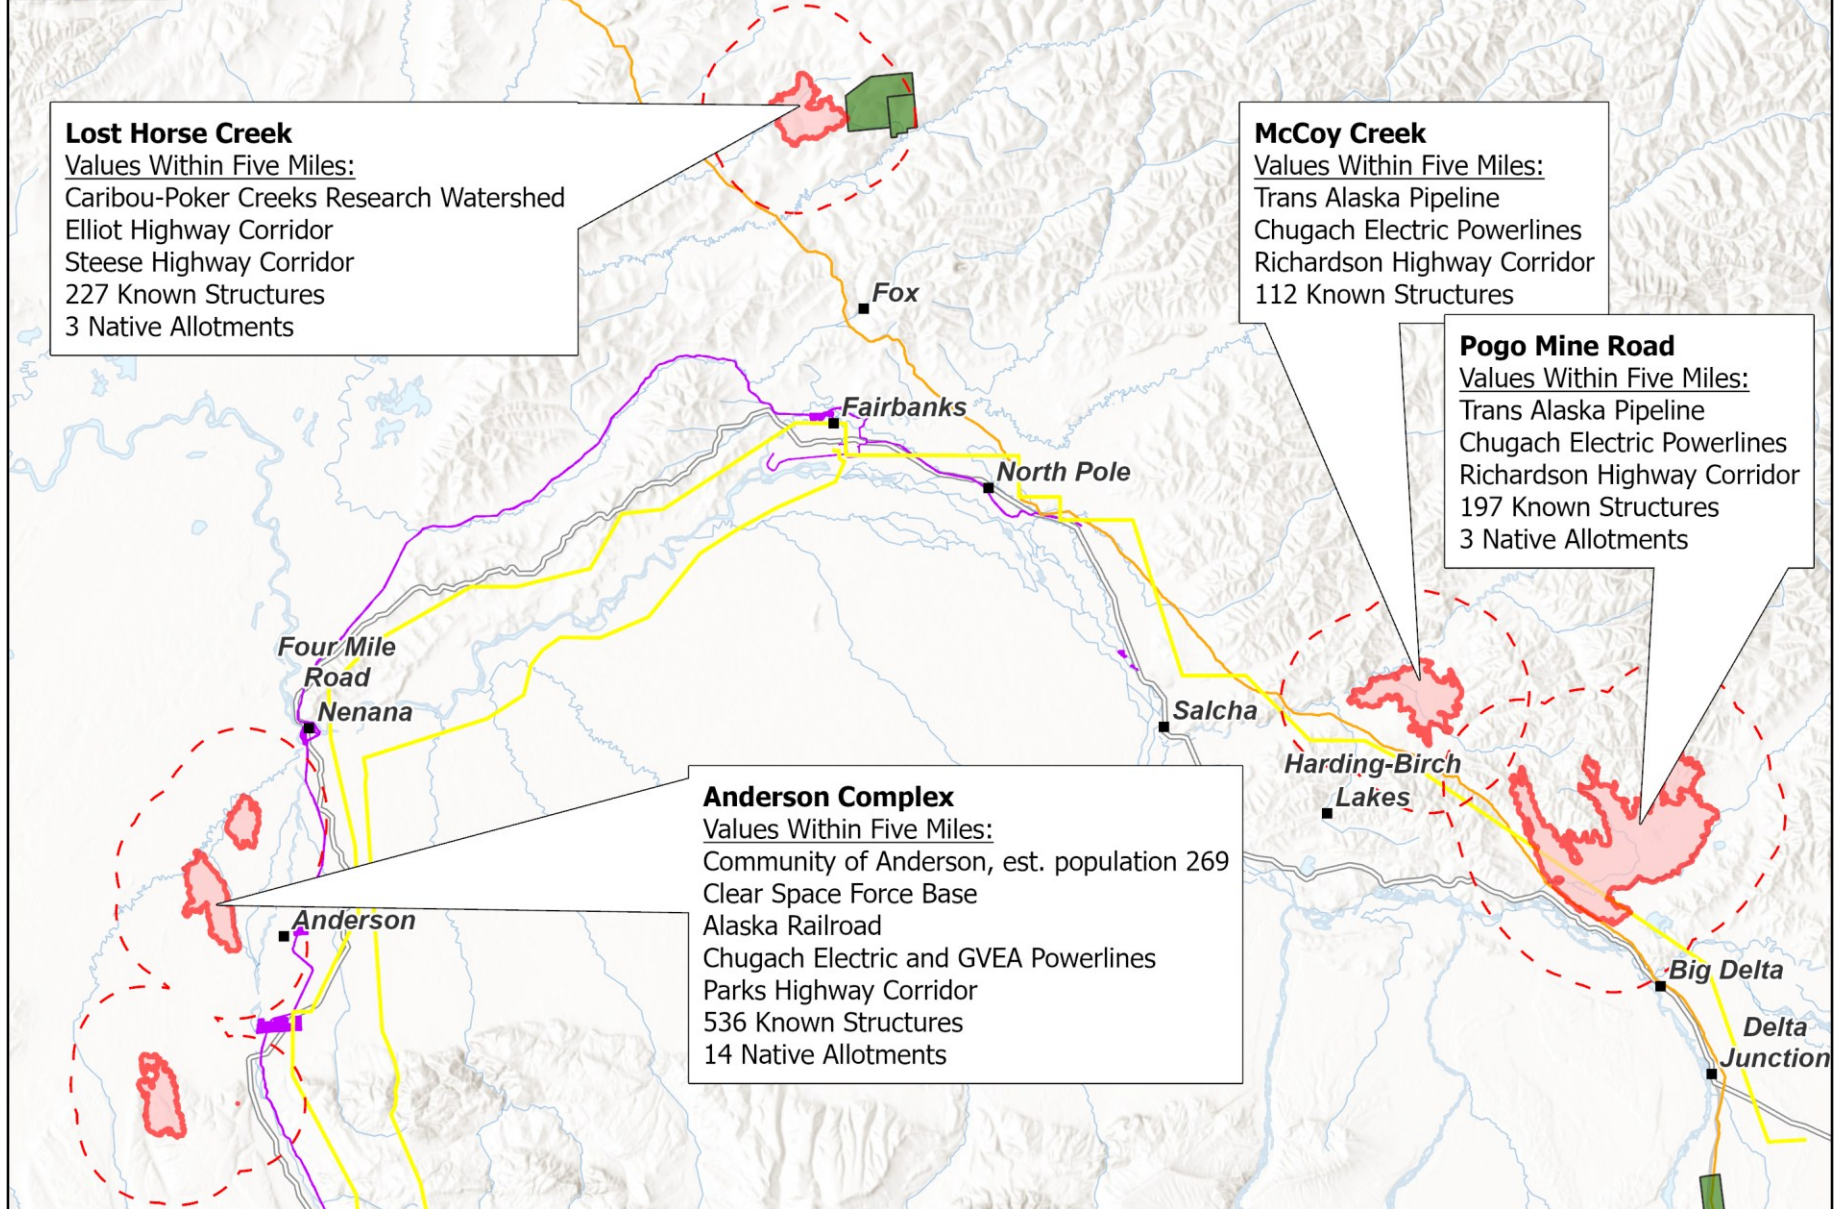 Lost Horse Creek
Values Within Five Miles:
Caribou-Poker Creeks Research Watershed
Elliot Highway Corridor
Steese Highway Corridor
227 Known Structures
3 Native Allotments
McCoy Creek
Values Within Five Miles:
Trans Alaska Pipeline
Chugach Electric Powerlines
Richardson Highway Corridor
112 Known Structures
Pogo Mine Road
Values Within Five Miles:
Trans Alaska Pipeline
Chugach Electric Powerlines
Richardson Highway Corridor
197 Known Structures
3 Native Allotments
Fox
Fairbanks
North Pole
Four Mile
Road
Nenana
Salcha
Harding-Birch
Lakes
Anderson Complex
Values Within Five Miles:
Community of Anderson, est. population 269
Clear Space Force Base
Alaska Railroad
Chugach Electric and GVEA Powerlines
Parks Highway Corridor
536 Known Structures
14 Native Allotments
Anderson
Big Delta
Delta
Junction